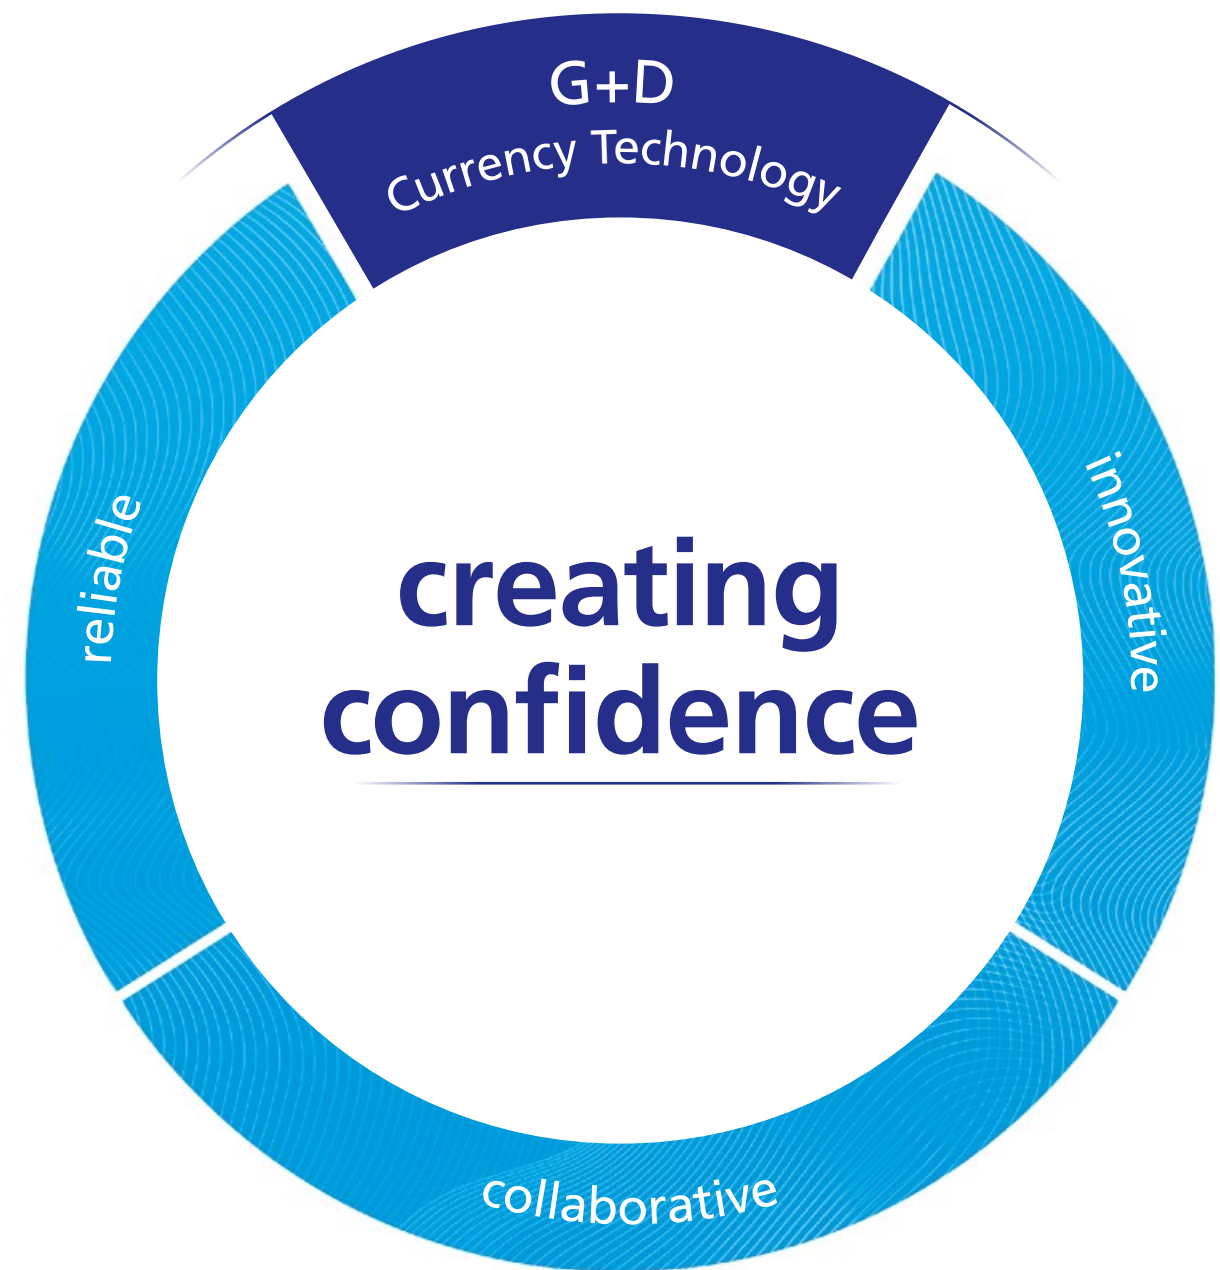 G+D
Currency Technology
reliable
innovative
creating
confidence
collaborative